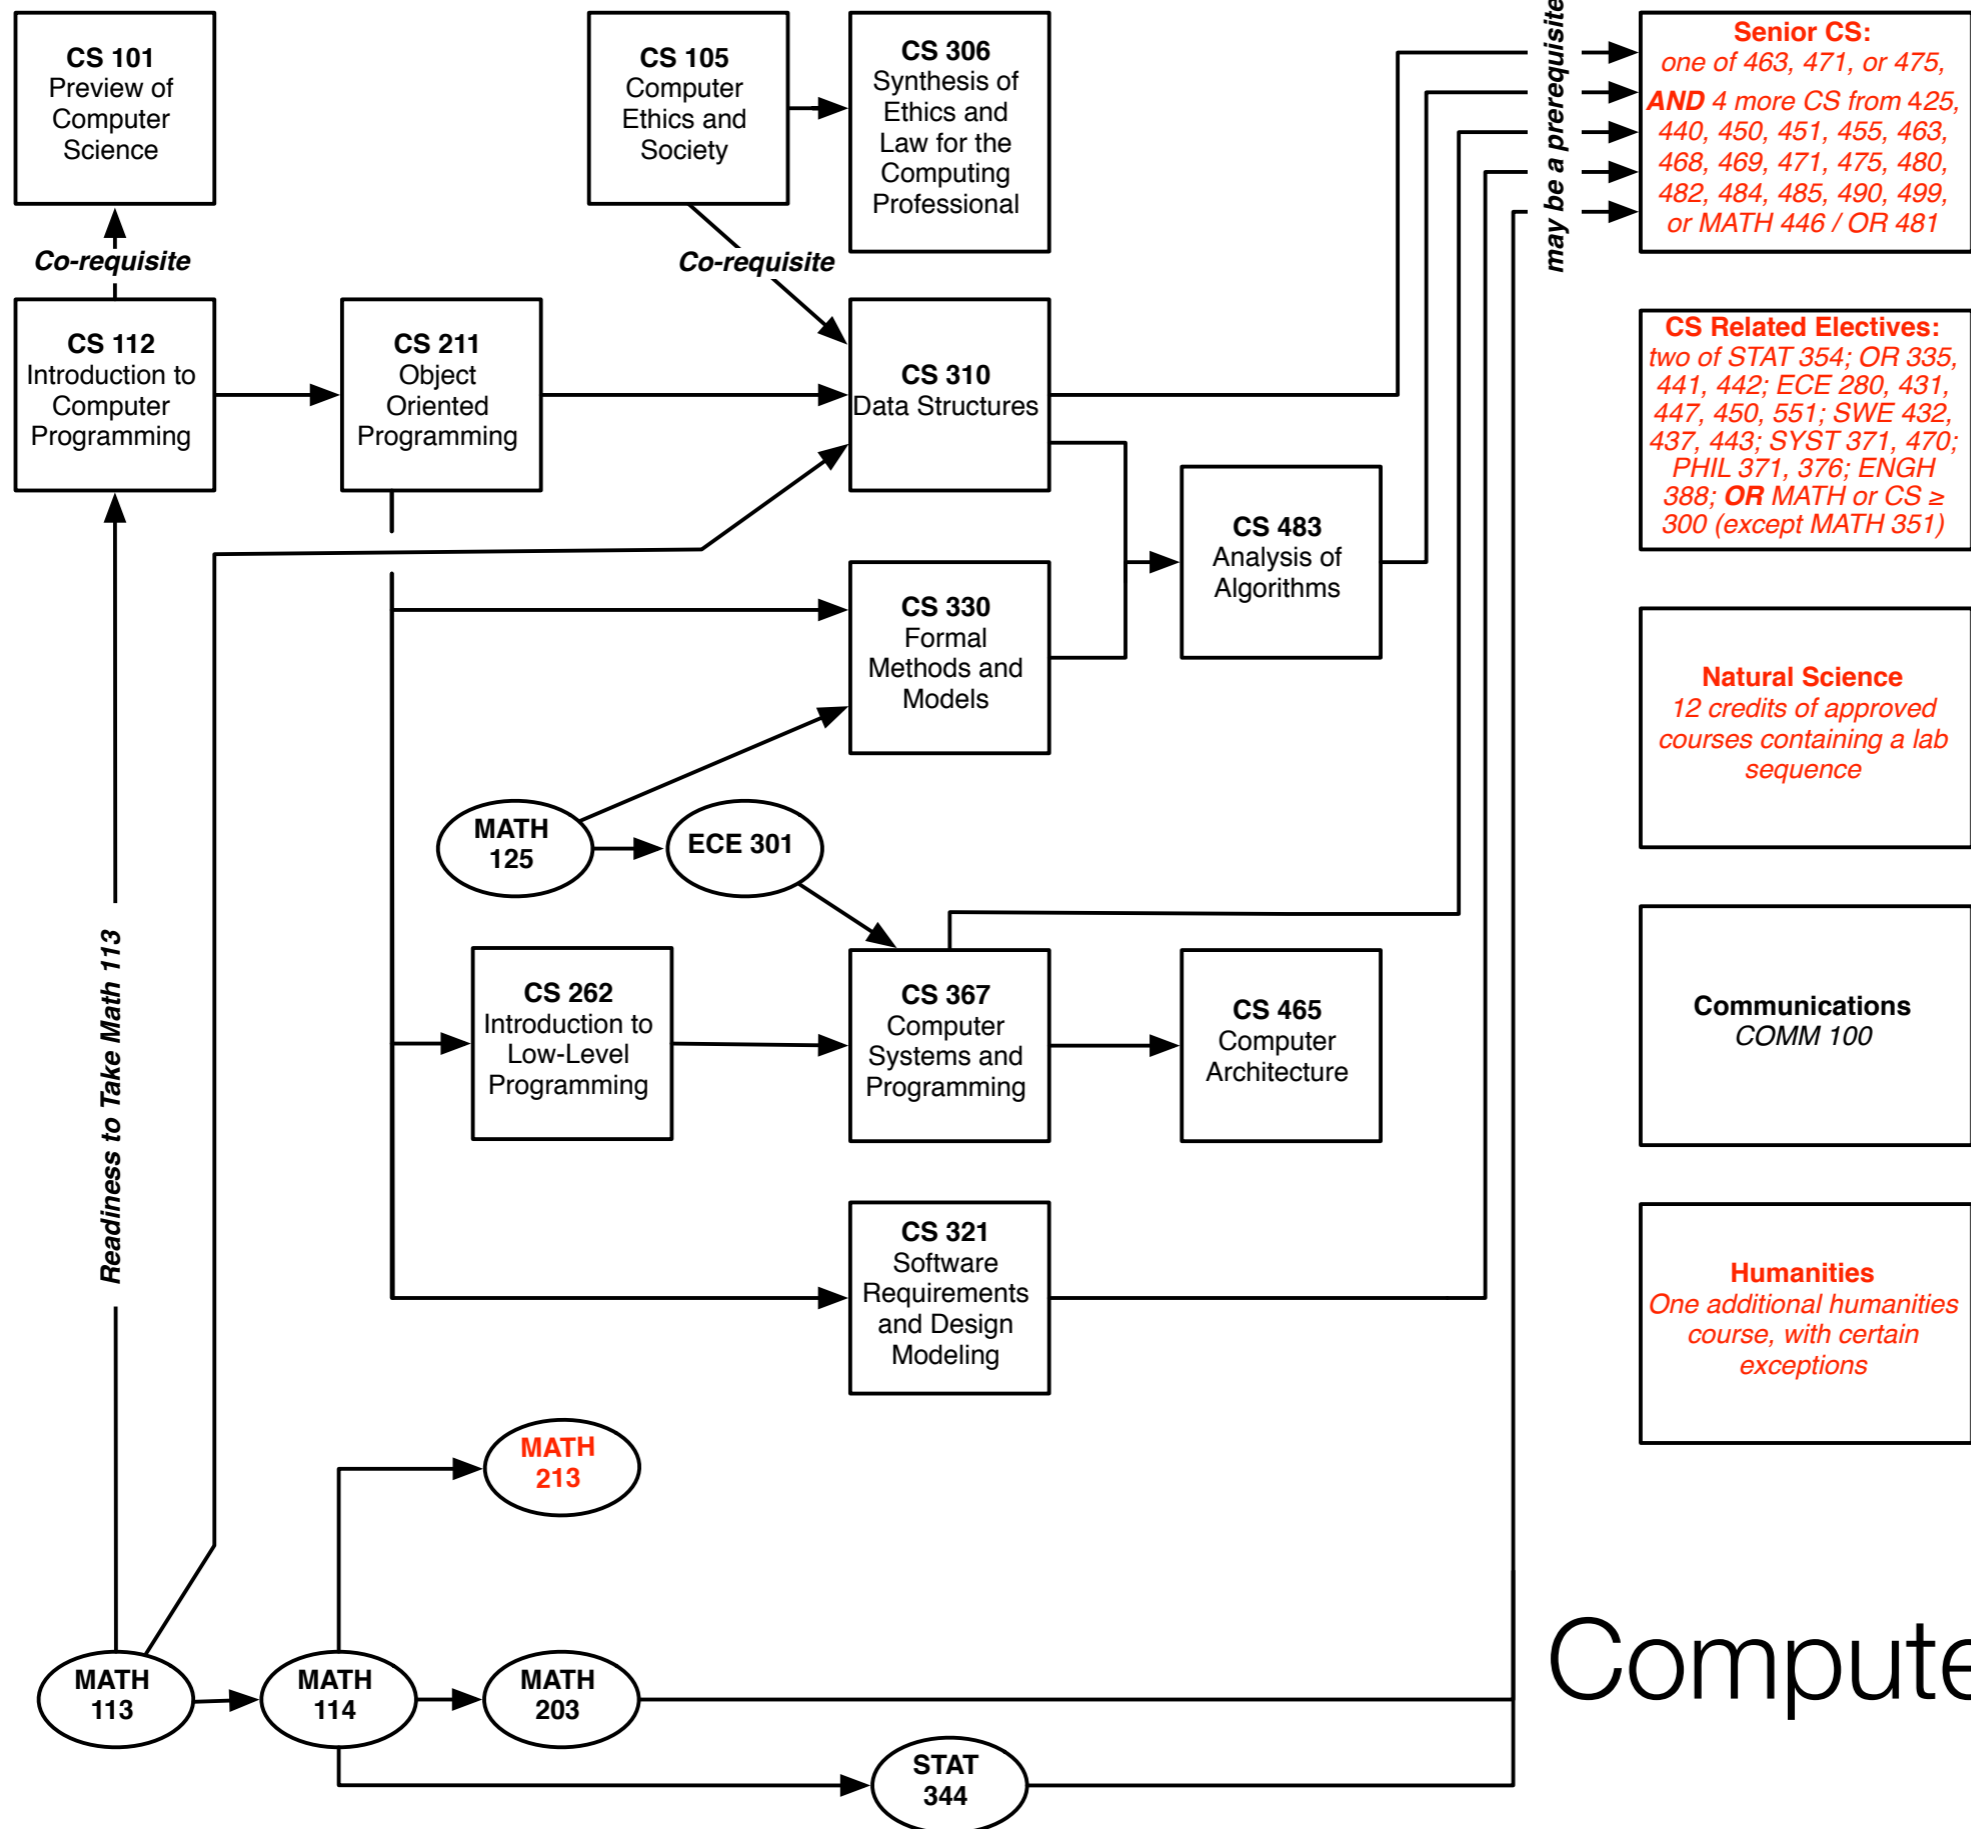 CS 101
Preview of
Computer
Science
CS 105
Computer
Ethics and
Society
CS 306
Synthesis of
Ethics and
Law for the
Computing
Professional
may be a prerequisite
Senior CS:
one of 463, 471, or 475,
AND 4 more CS from 425,
440, 450, 451, 455, 463,
468, 469, 471, 475, 480,
482, 484, 485, 490, 499,
or MATH 446 / OR 481
Co-requisite
Co-requisite
CS 112
Introduction to
Computer
Programming
CS 211
Object
Oriented
Programming
CS 310
Data Structures
CS Related Electives:
two of STAT 354; OR 335,
441, 442; ECE 280, 431,
447, 450, 551; SWE 432,
437, 443; SYST 371, 470;
PHIL 371, 376; ENGH
388; OR MATH or CS ≥
300 (except MATH 351)
CS 483
Analysis of
Algorithms
CS 330
Formal
Methods and
Models
Natural Science
12 credits of approved
courses containing a lab
sequence
MATH
125
ECE 301
Readiness to Take Math 113
CS 262
Introduction to
Low-Level
Programming
CS 367
Computer
Systems and
Programming
CS 465
Computer
Architecture
Communications
COMM 100
CS 321
Software
Requirements
and Design
Modeling
Humanities
One additional humanities
course, with certain
exceptions
MATH
213
MATH
113
MATH
114
MATH
203
STAT
344
Compute